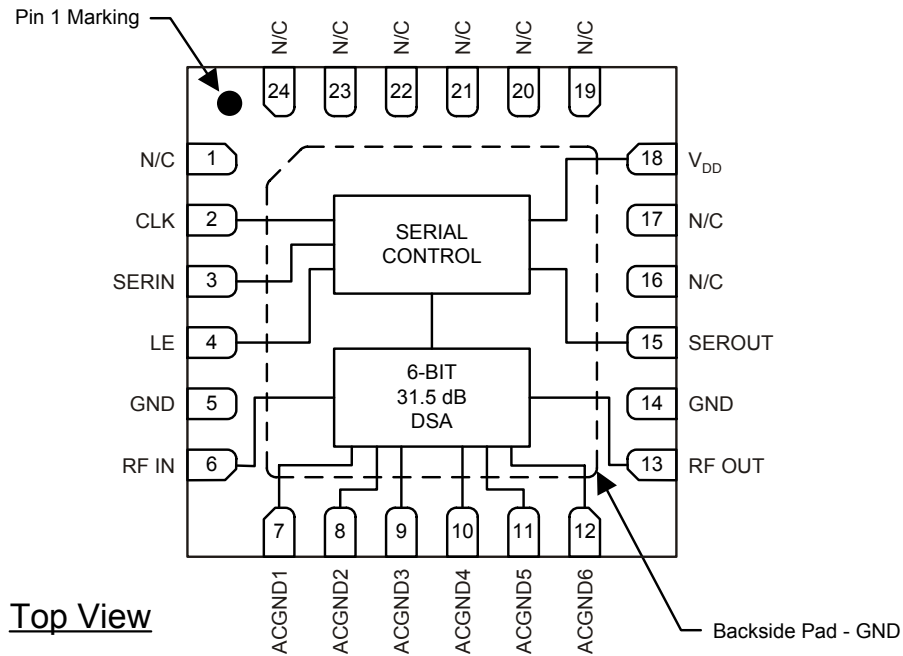 Pin 1 Marking
N/C N/C N/C N/C N/C N/C
24 23 22 21 20 19
N/C 1
18 V_DD
CLK 2
17 N/C
SERIAL
CONTROL
SERIN 3
16 N/C
LE 4
15 SEROUT
6-BIT
31.5 dB
DSA
GND 5
14 GND
RF IN 6
13 RF OUT
7 8 9 10 11 12
ACGND1 ACGND2 ACGND3 ACGND4 ACGND5 ACGND6
Top View
Backside Pad - GND